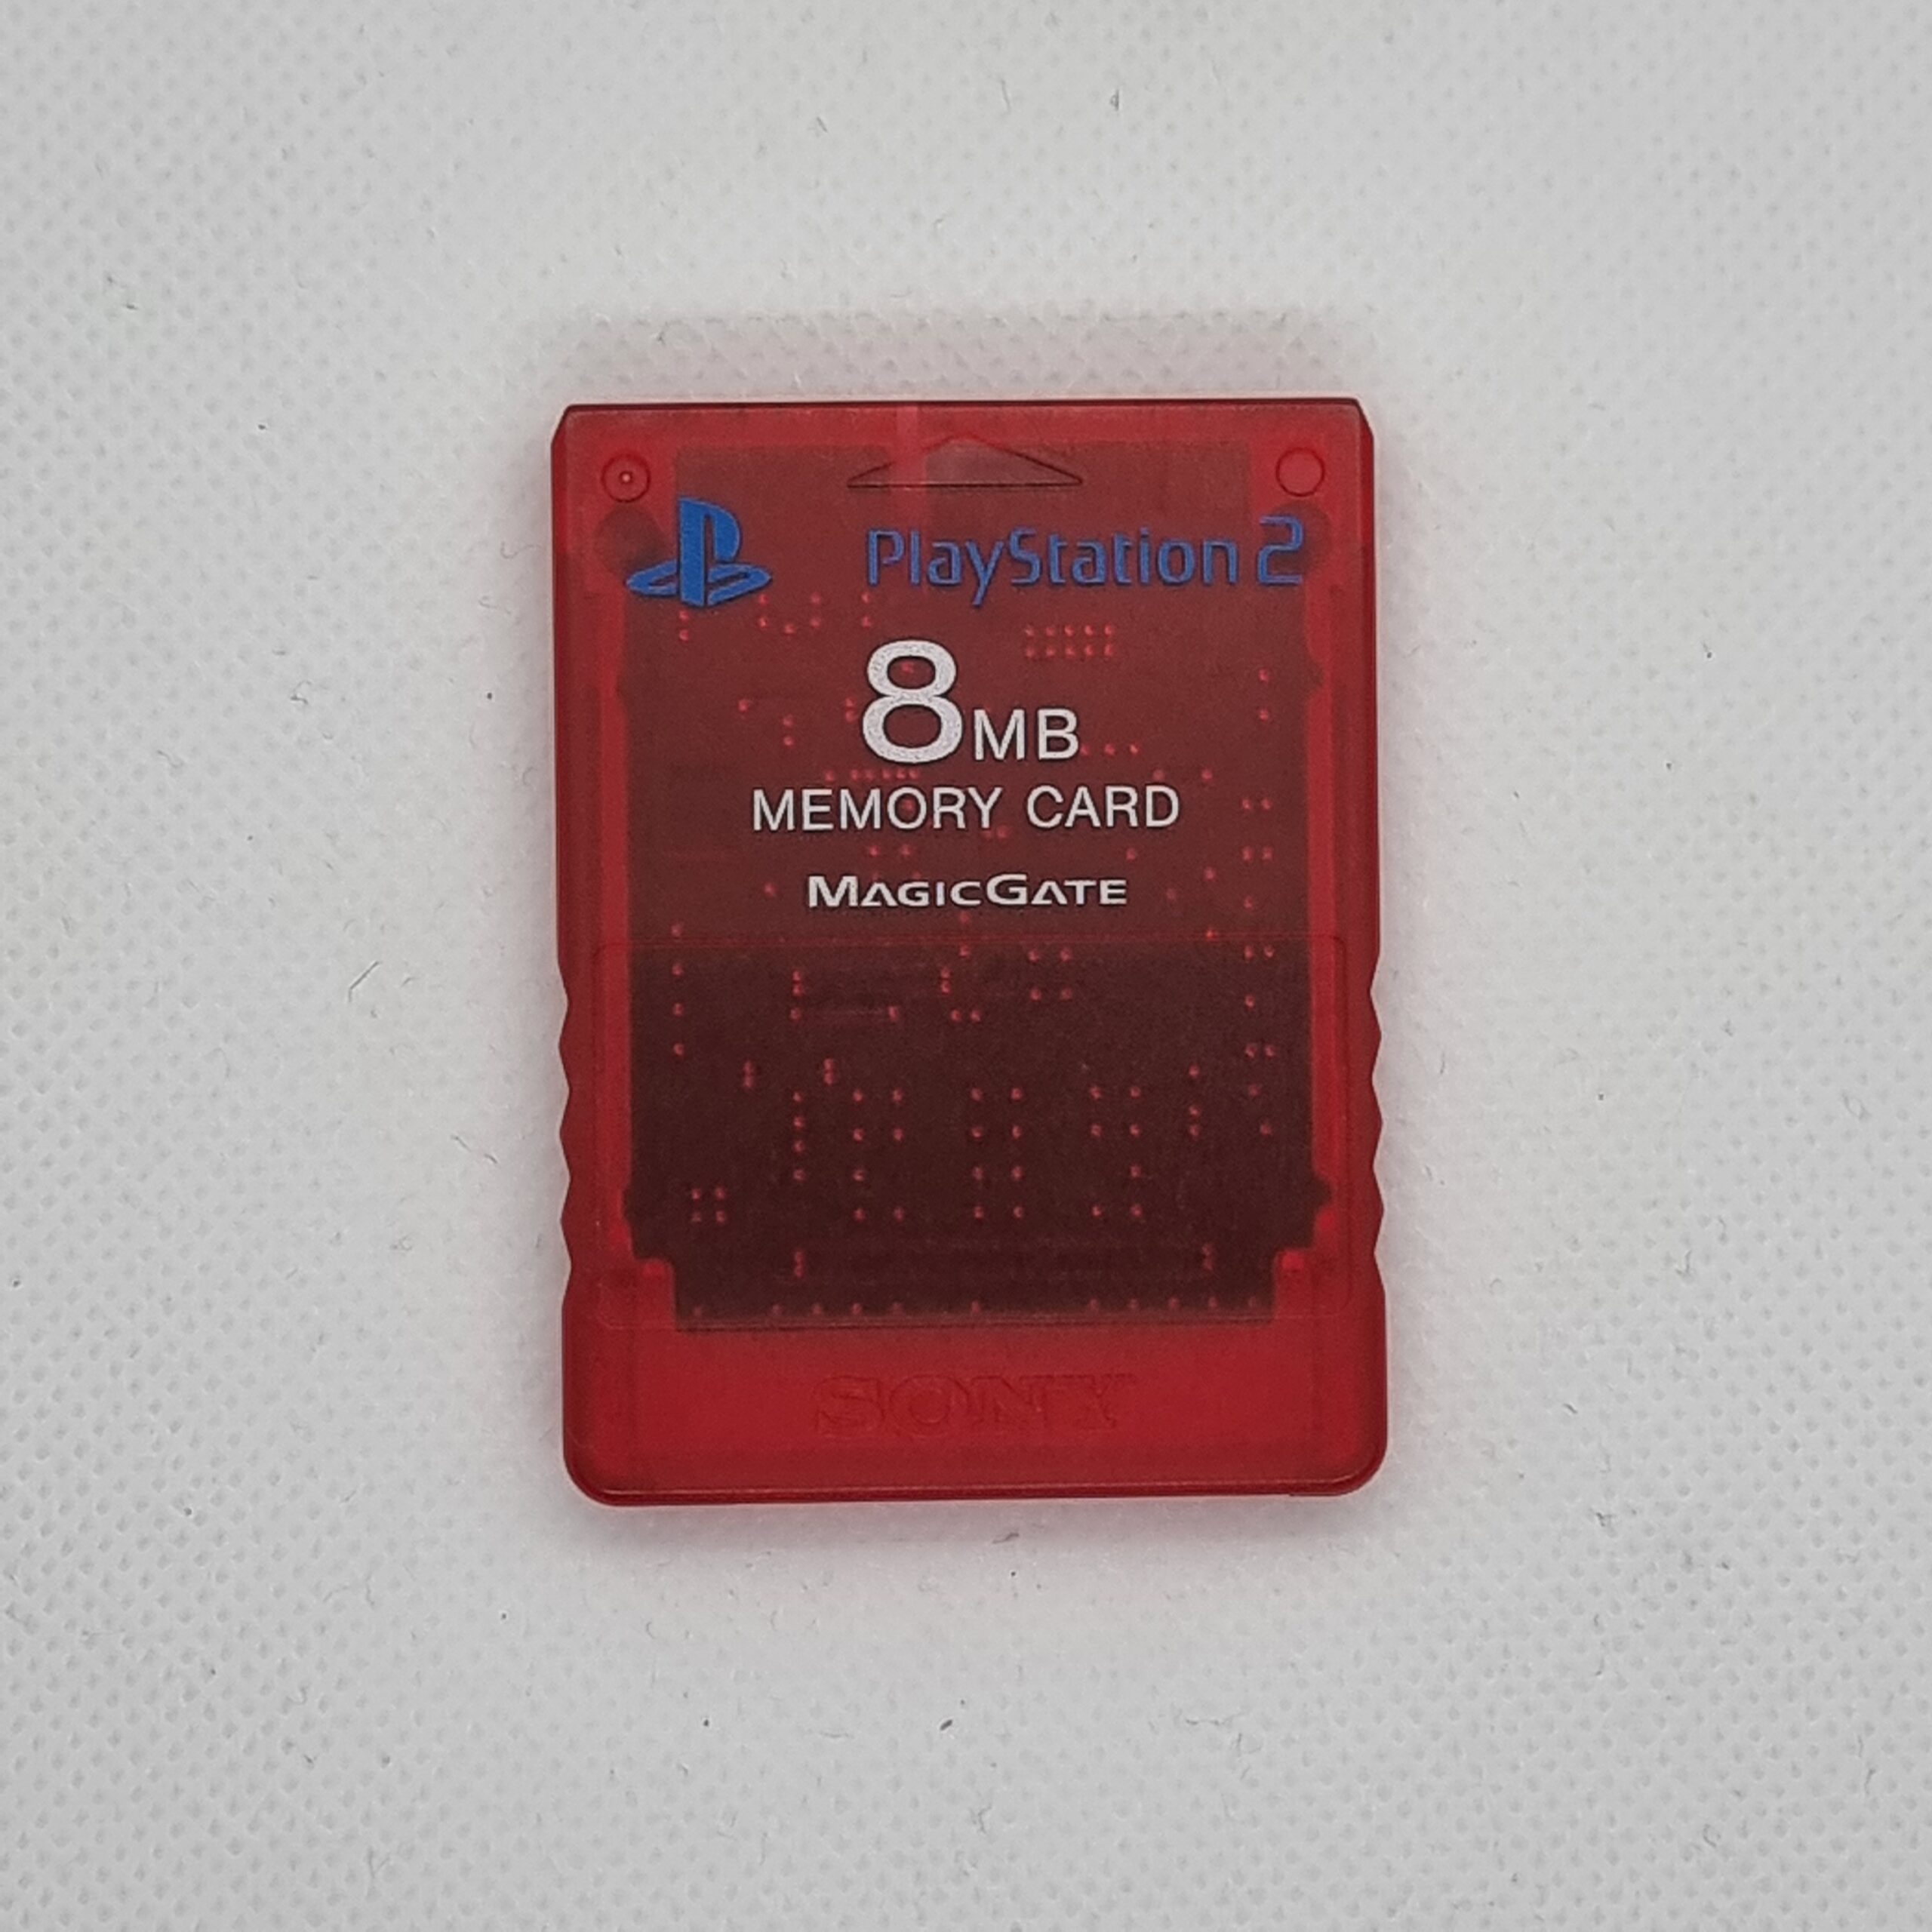 PlayStation 2
8MB
MEMORY CARD
MAGICGATE
SONY